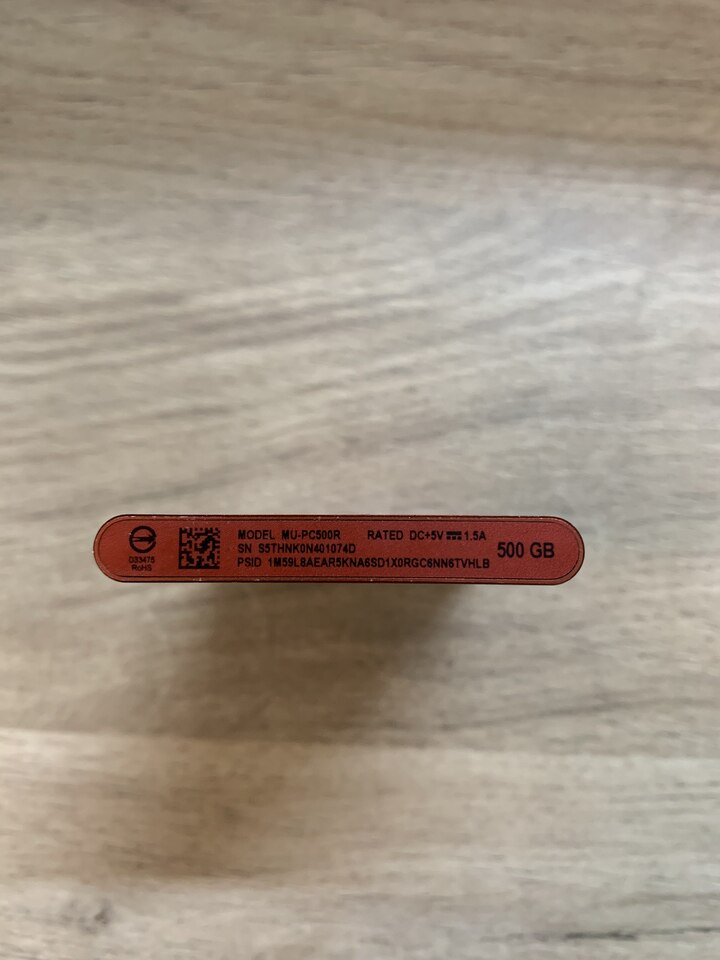 D33475
RoHS
MODEL MU-PC500R RATED DC+5V 1.5A
SN S5THNK0N401074D
PSID 1M59L8AEAR5KNA6SD1X0RGC6NN6TVHLB
500 GB